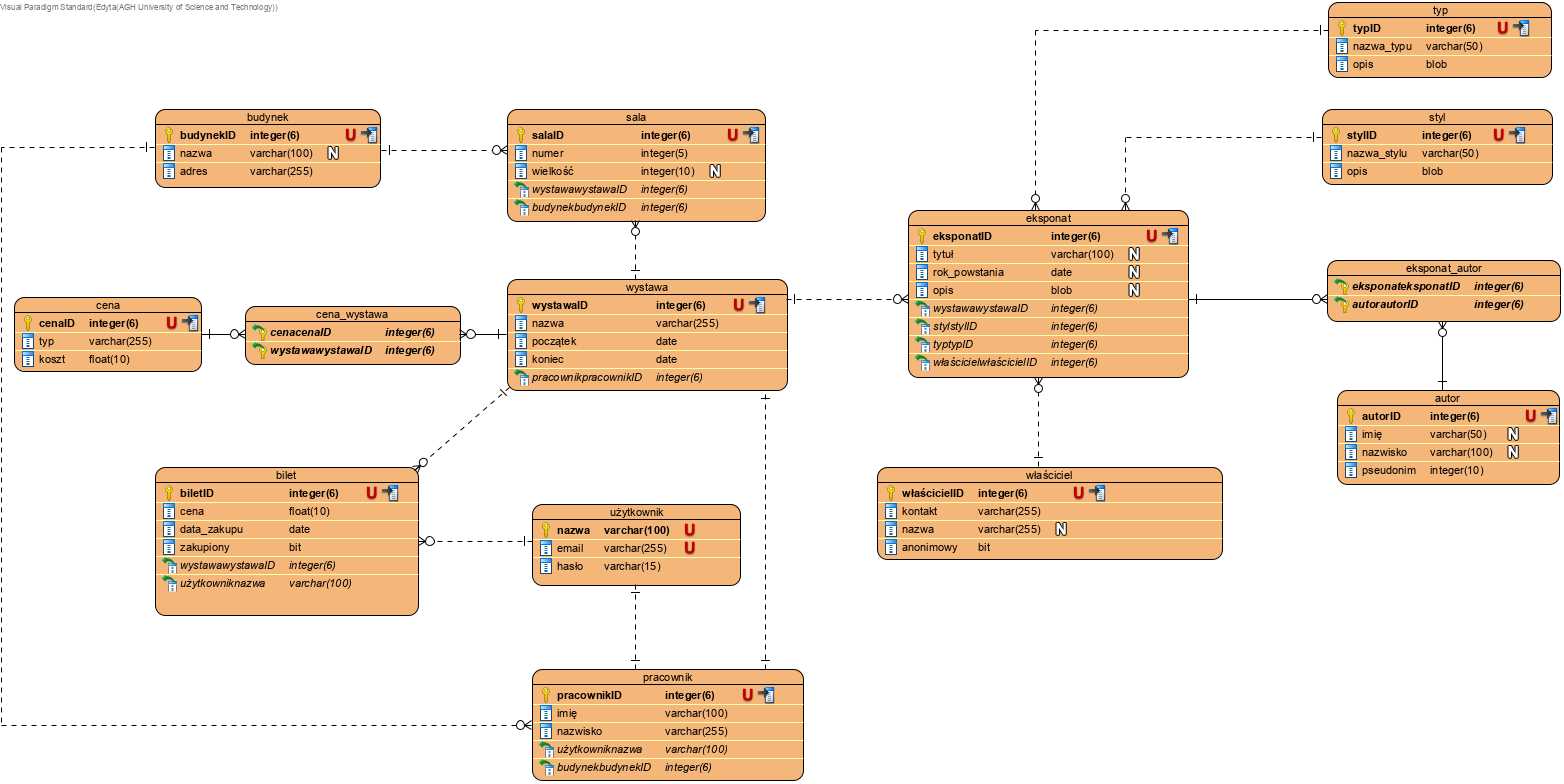 Visual Paradigm Standard(Edyta(AGH University of Science and Technology))
typ
typID integer(6) U
nazwa_typu varchar(50)
opis blob
budynek
budynekID integer(6) U
nazwa varchar(100) N
adres varchar(255)
sala
salaID integer(6) U
numer integer(5)
wielkość integer(10) N
wystawawystawaID integer(6)
budynekbudynekID integer(6)
styl
stylID integer(6) U
nazwa_stylu varchar(50)
opis blob
eksponat
eksponatID integer(6) U
tytuł varchar(100) N
rok_powstania date N
opis blob N
wystawawystawaID integer(6)
stylstylID integer(6)
typtypID integer(6)
właścicielwłaścicielID integer(6)
eksponat_autor
eksponateksponatID integer(6)
autorautorID integer(6)
cena
cenaID integer(6) U
typ varchar(255)
koszt float(10)
cena_wystawa
cenacenaID integer(6)
wystawawystawaID integer(6)
wystawa
wystawaID integer(6) U
nazwa varchar(255)
początek date
koniec date
pracownikpracownikID integer(6)
autor
autorID integer(6) U
imię varchar(50) N
nazwisko varchar(100) N
pseudonim integer(10)
bilet
biletID integer(6) U
cena float(10)
data_zakupu date
zakupiony bit
wystawawystawaID integer(6)
użytkowniknazwa varchar(100)
użytkownik
nazwa varchar(100) U
email varchar(255) U
hasło varchar(15)
właściciel
właścicielID integer(6) U
kontakt varchar(255)
nazwa varchar(255) N
anonimowy bit
pracownik
pracownikID integer(6) U
imię varchar(100)
nazwisko varchar(255)
użytkowniknazwa varchar(100)
budynekbudynekID integer(6)